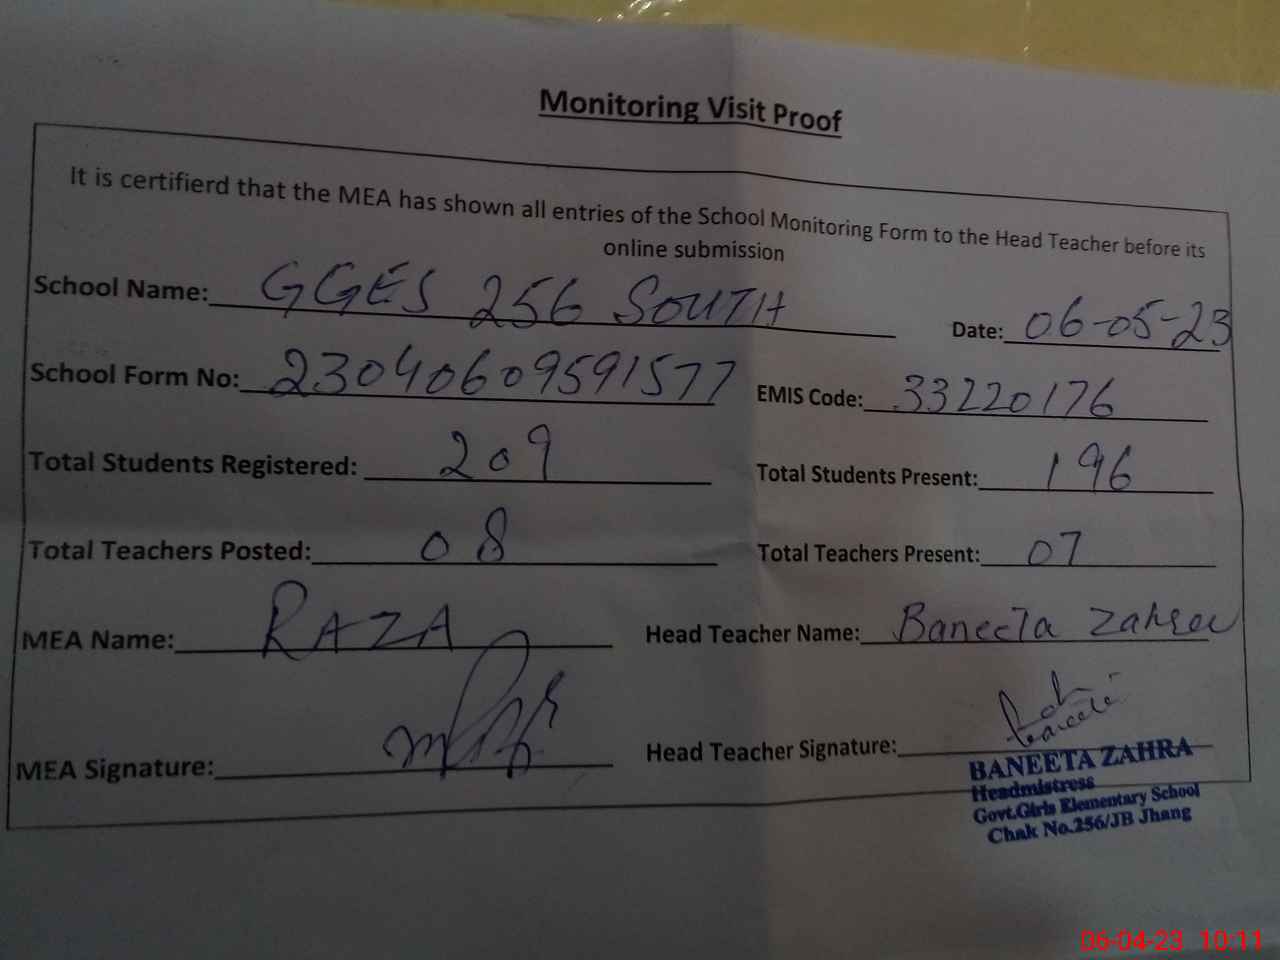 Monitoring Visit Proof
It is certifierd that the MEA has shown all entries of the School Monitoring Form to the Head Teacher before its
online submission
School Name: GGES 256 SOUTH
Date: 06-05-23
School Form No: 23040609591577
EMIS Code: 33220176
Total Students Registered: 209
Total Students Present: 196
Total Teachers Posted: 08
Total Teachers Present: 07
MEA Name: RAZA
Head Teacher Name: Baneeta Zahra
MEA Signature:
Head Teacher Signature:
BANEETA ZAHRA
Headmistress
Govt.Girls Elementary School
Chak No.256/JB Jhang
06-04-23 10:11